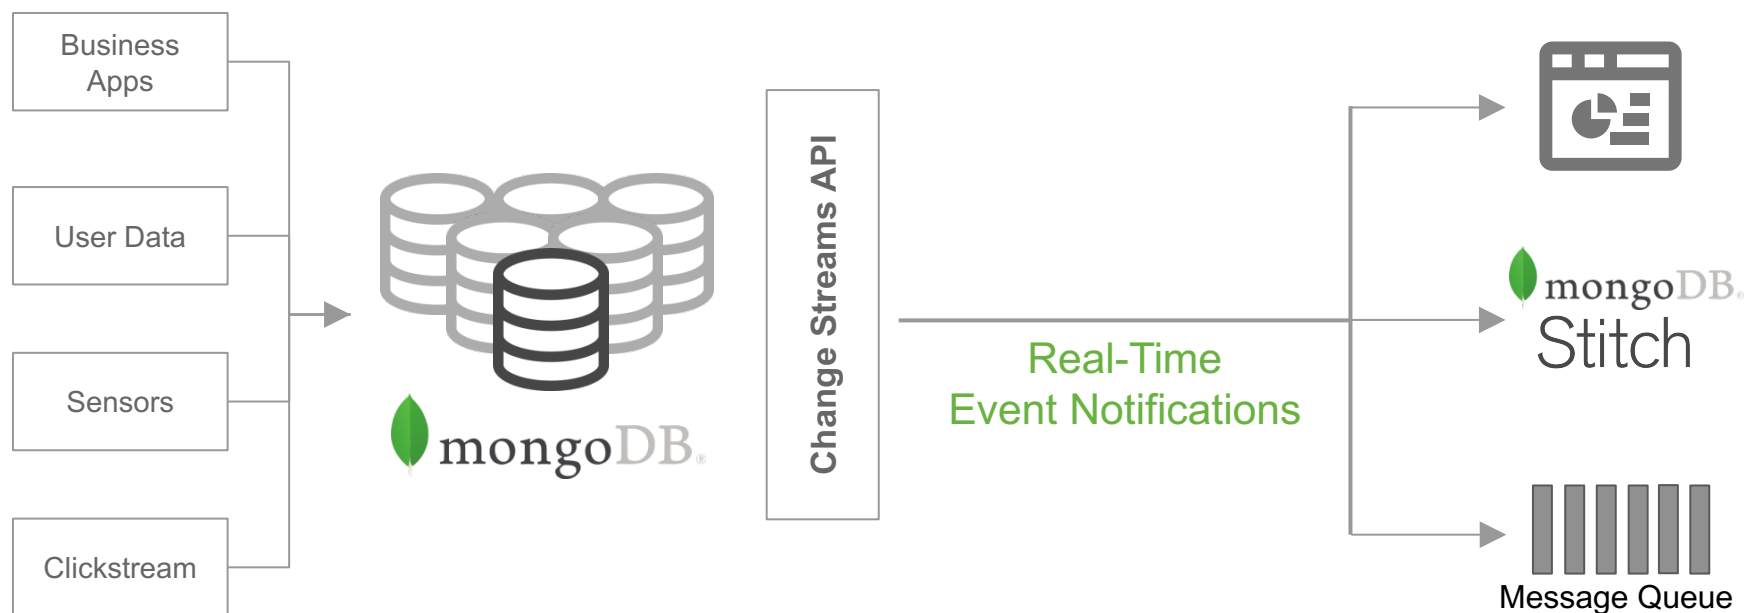 Business
Apps
User Data
Sensors
Clickstream
mongoDB®
Change Streams API
Real-Time
Event Notifications
mongoDB®
Stitch
Message Queue